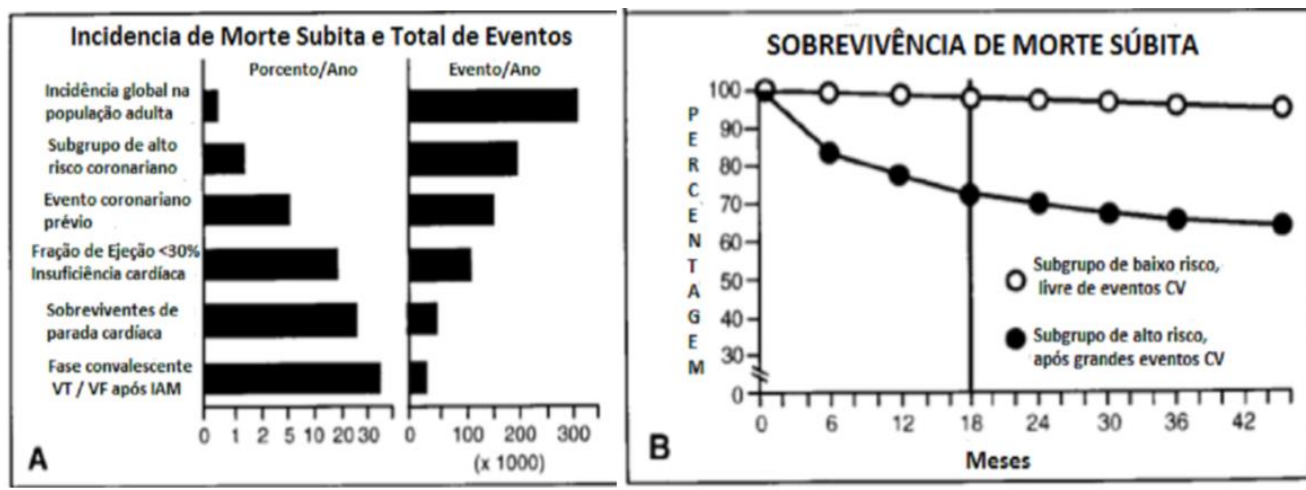 Incidencia de Morte Subita e Total de Eventos
Porcento/Ano
Evento/Ano
Incidência global na
população adulta
Subgrupo de alto
risco coronariano
Evento coronariano
prévio
Fração de Ejeção <30%
Insuficiência cardíaca
Sobreviventes de
parada cardíaca
Fase convalescente
VT / VF após IAM
0 1 2 5 10 20 30
0 100 200 300
(x 1000)
A
SOBREVIVÊNCIA DE MORTE SÚBITA
PERCENTAGEM
100
90
80
70
60
50
40
30
0
Subgrupo de baixo risco,
livre de eventos CV
Subgrupo de alto risco,
após grandes eventos CV
0 6 12 18 24 30 36 42
Meses
B